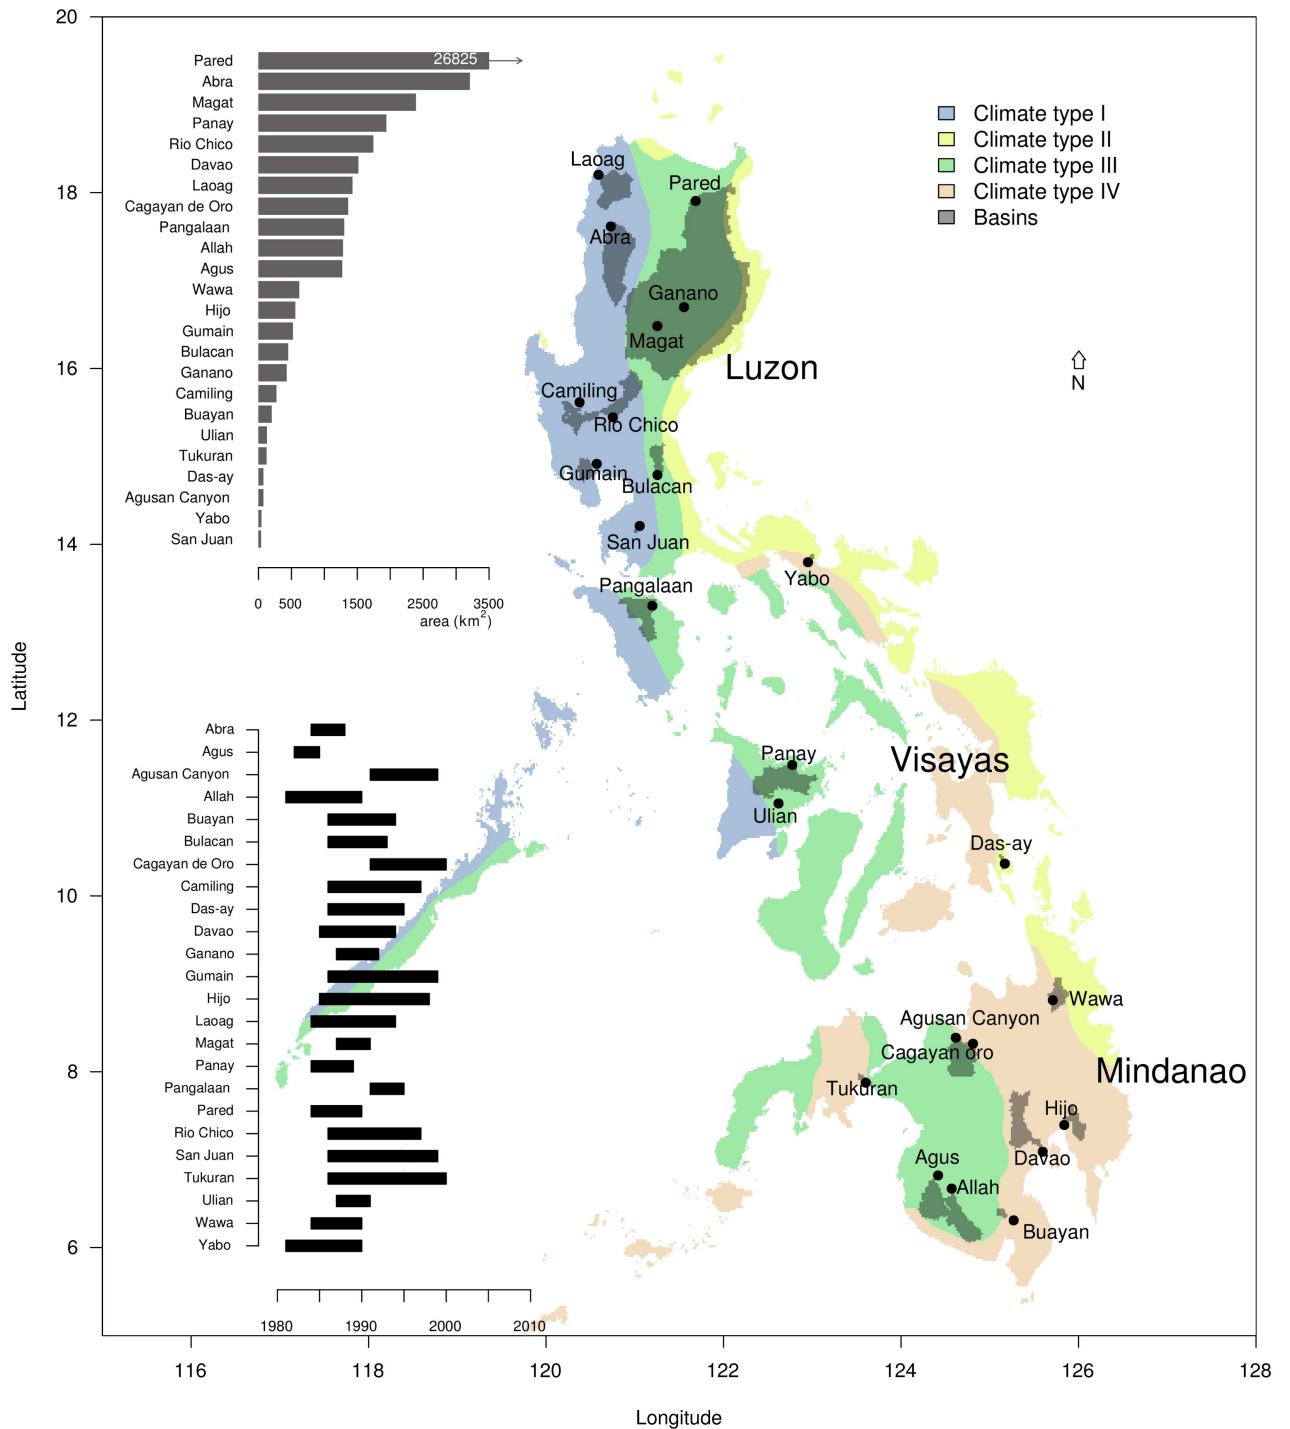 20
18
16
14
12
10
8
6
Latitude
Pared
26825
Abra
Magat
Panay
Rio Chico
Davao
Laoag
Cagayan de Oro
Pangalaan
Allah
Agus
Wawa
Hijo
Gumain
Bulacan
Ganano
Camiling
Buayan
Ulian
Tukuran
Das-ay
Agusan Canyon
Yabo
San Juan
0 500 1500 2500 3500
area (km²)
Climate type I
Climate type II
Climate type III
Climate type IV
Basins
N
Laoag
Pared
Abra
Ganano
Magat
Luzon
Camiling
Rio Chico
Gumain
Bulacan
San Juan
Yabo
Pangalaan
Panay
Visayas
Ulian
Das-ay
Wawa
Agusan Canyon
Cagayan oro
Mindanao
Tukuran
Hijo
Davao
Agus
Allah
Buayan
Abra
Agus
Agusan Canyon
Allah
Buayan
Bulacan
Cagayan de Oro
Camiling
Das-ay
Davao
Ganano
Gumain
Hijo
Laoag
Magat
Panay
Pangalaan
Pared
Rio Chico
San Juan
Tukuran
Ulian
Wawa
Yabo
1980 1990 2000 2010
116 118 120 122 124 126 128
Longitude